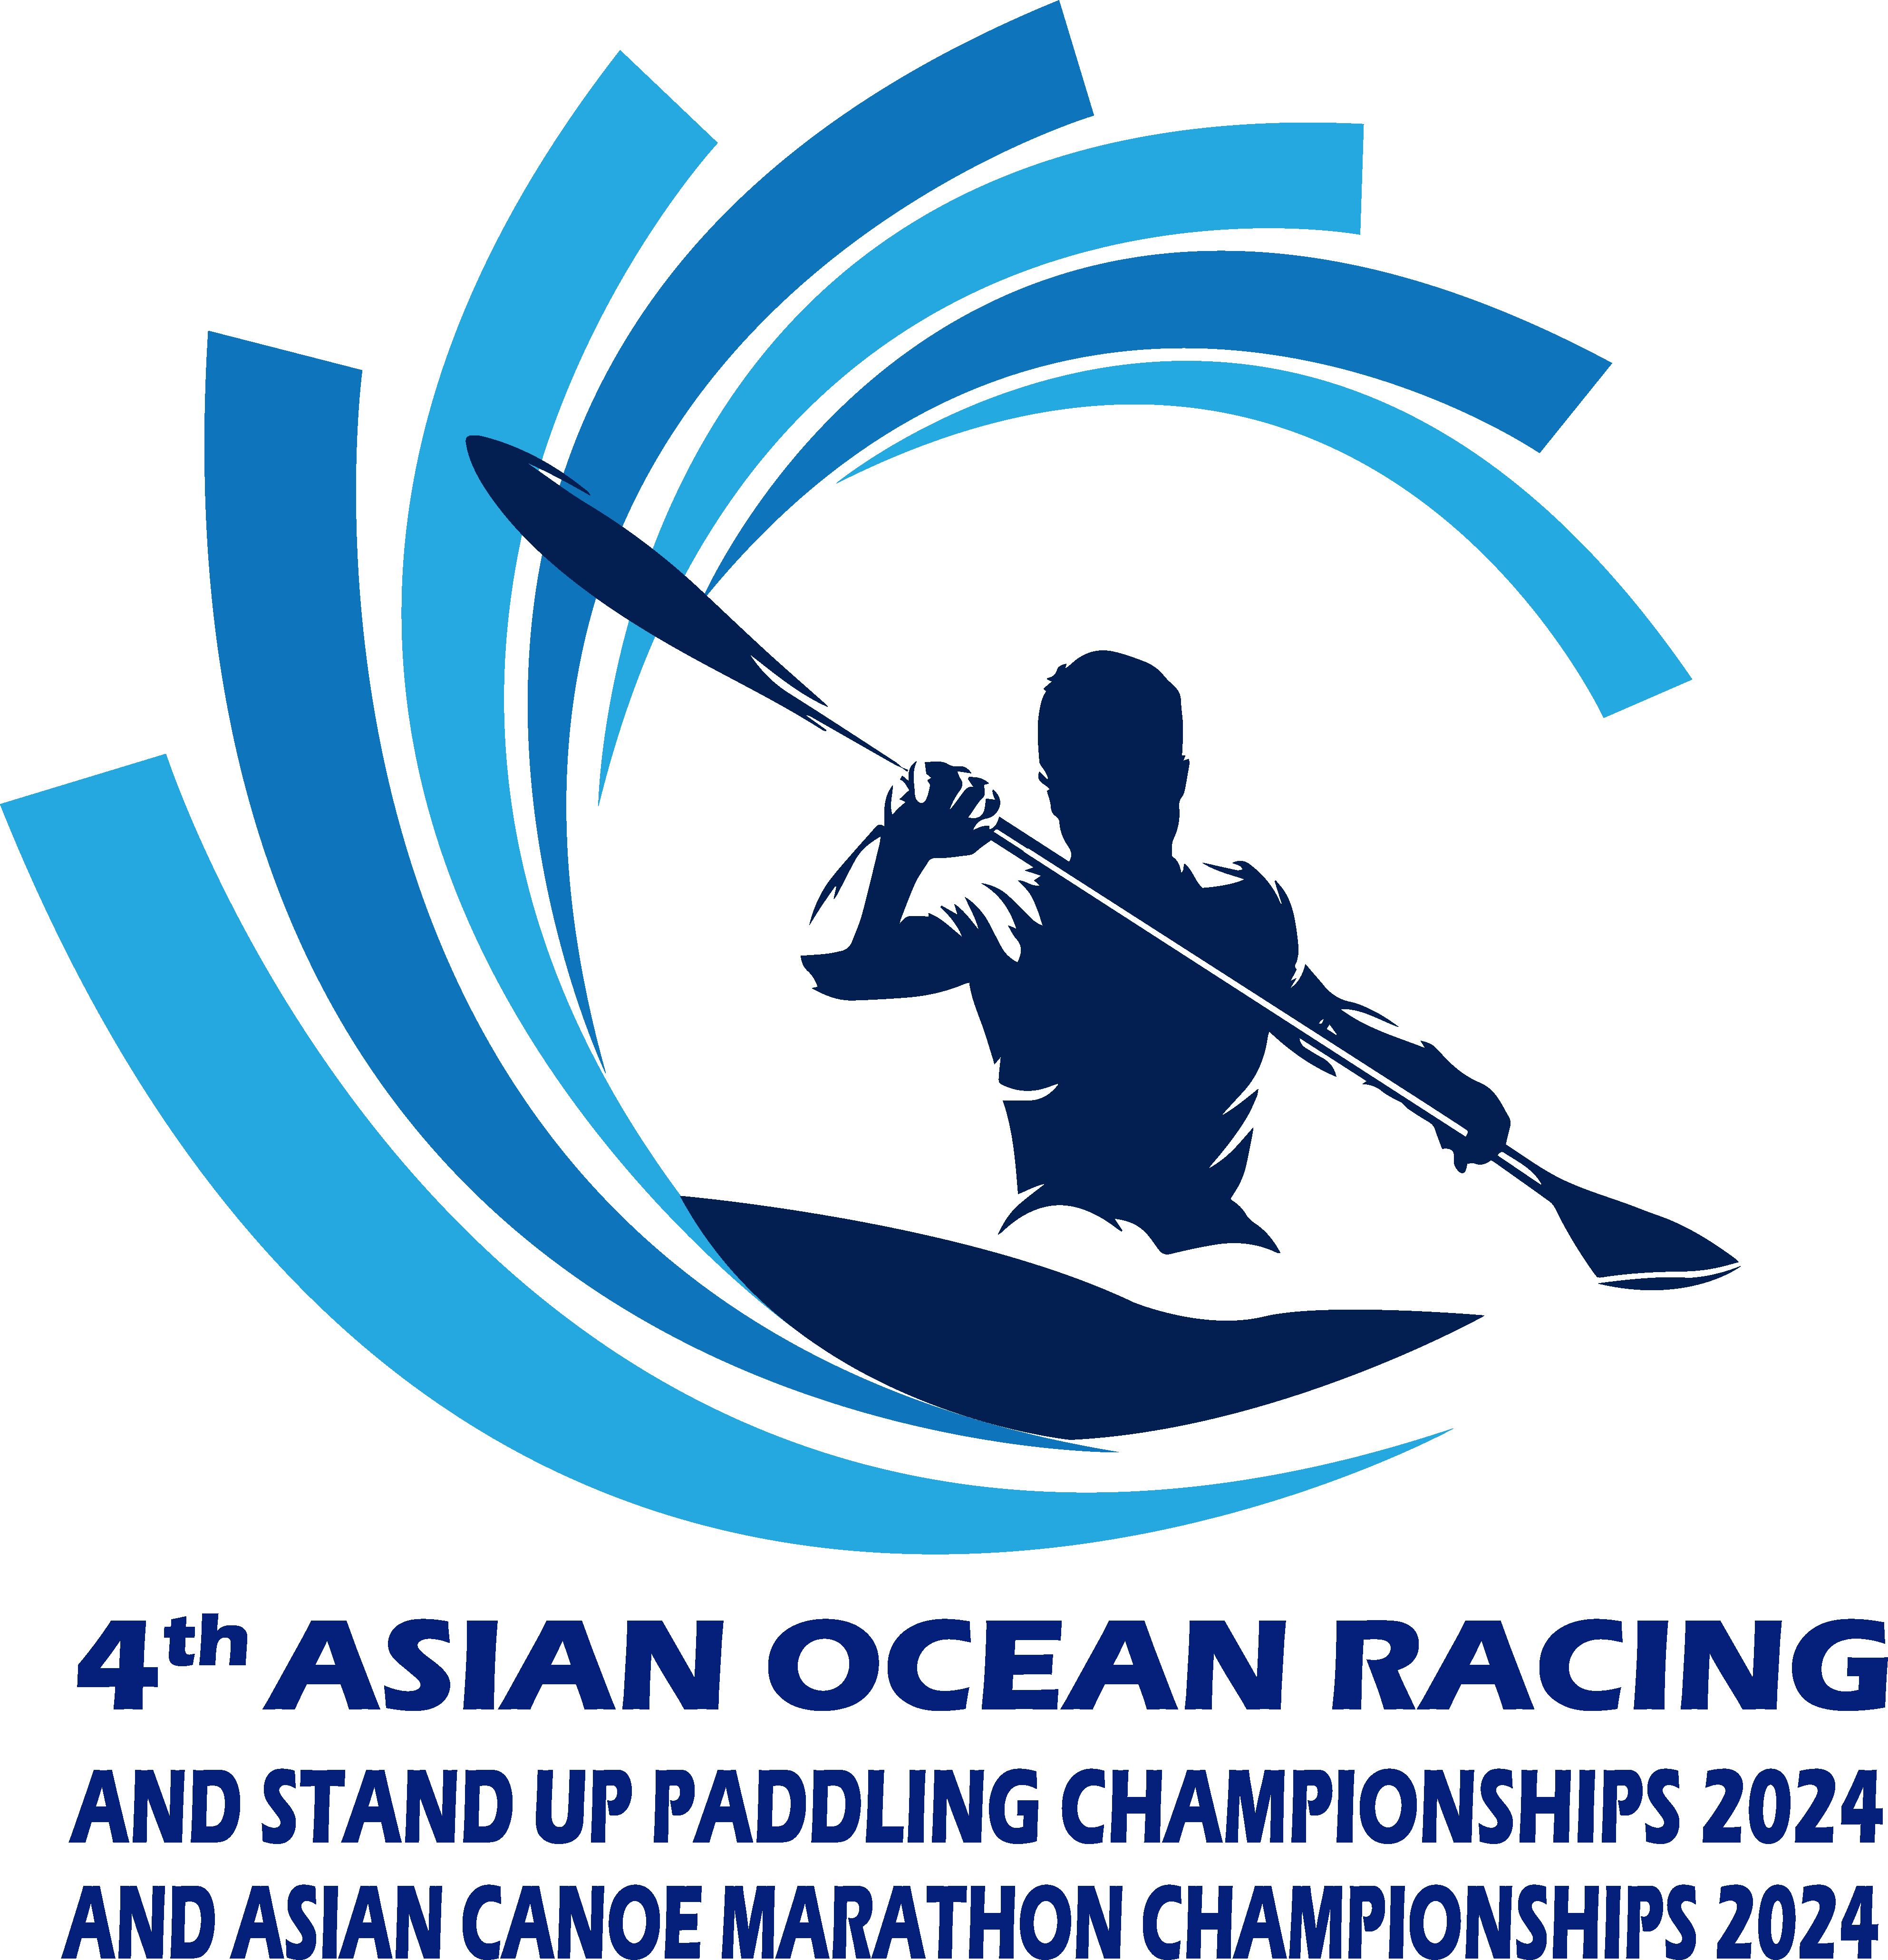 4th ASIAN OCEAN RACING
AND STAND UP PADDLING CHAMPIONSHIPS 2024
AND ASIAN CANOE MARATHON CHAMPIONSHIPS 2024